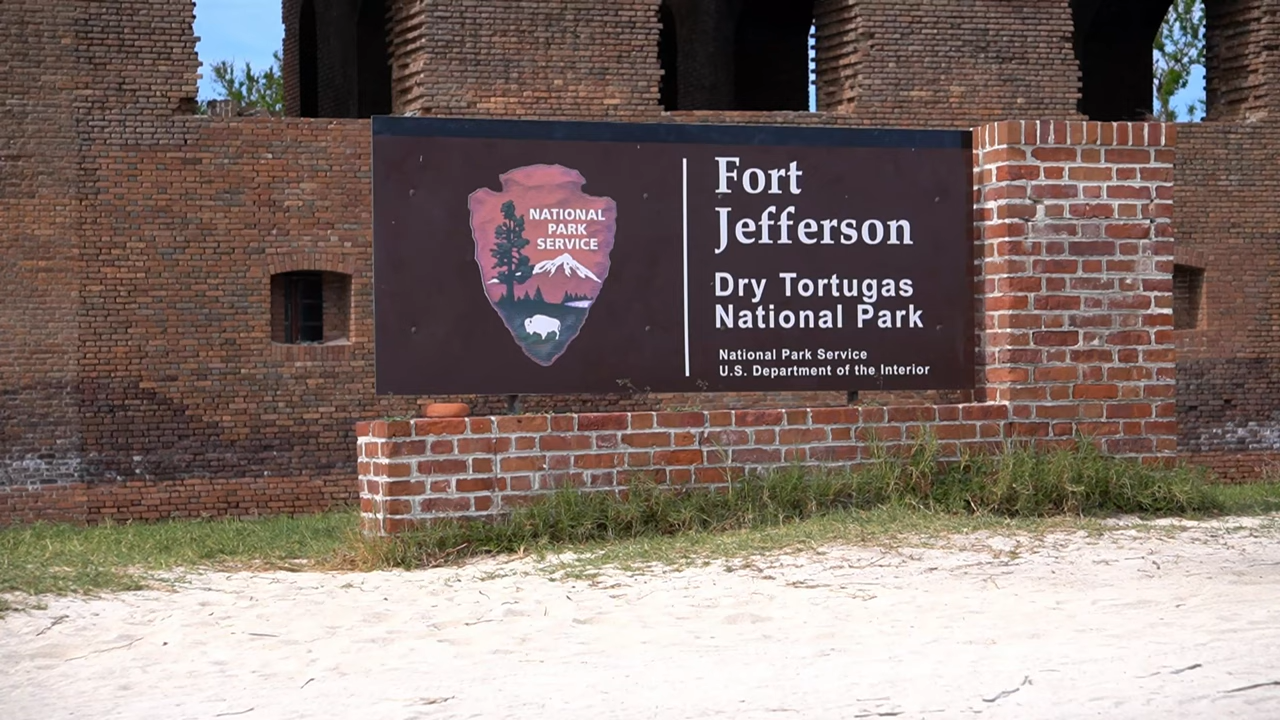 NATIONAL
PARK
SERVICE
Fort
Jefferson
Dry Tortugas
National Park
National Park Service
U.S. Department of the Interior